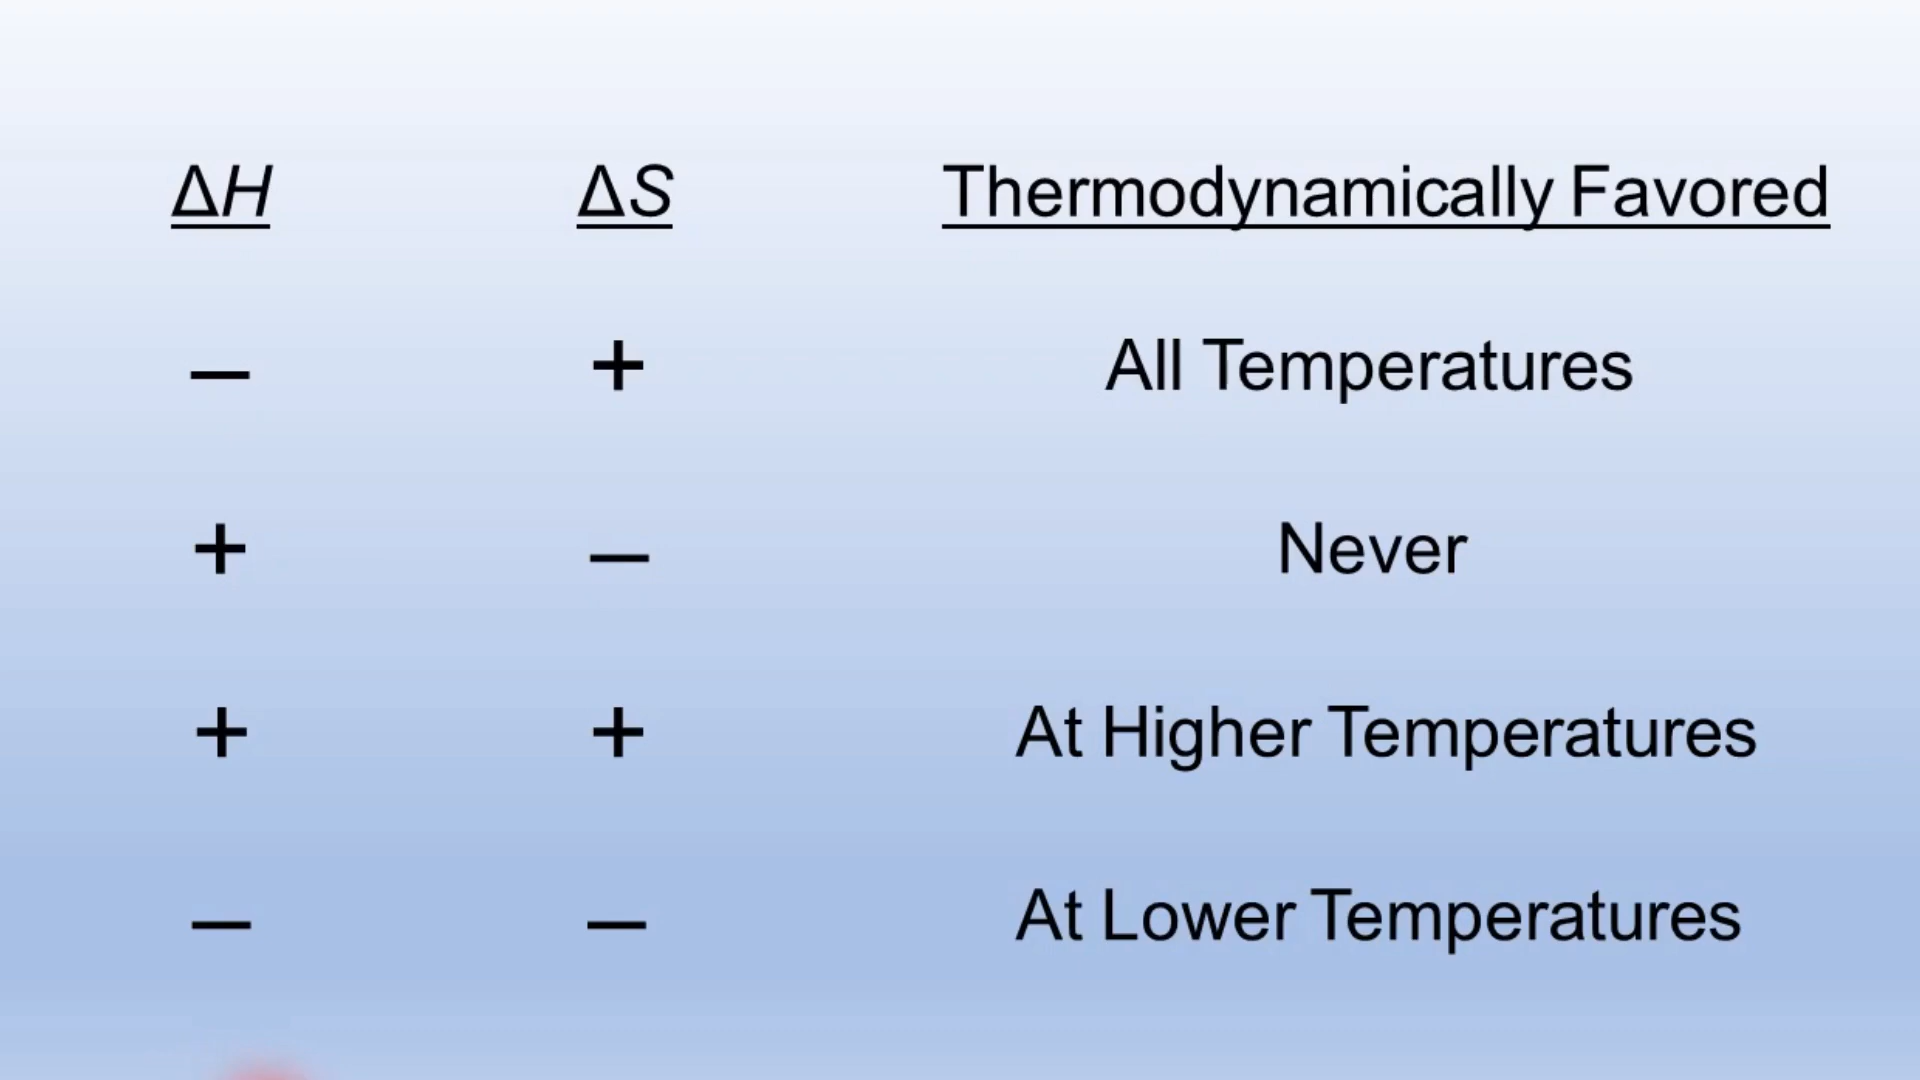 ΔH ΔS Thermodynamically Favored
– + All Temperatures
+ – Never
+ + At Higher Temperatures
– – At Lower Temperatures